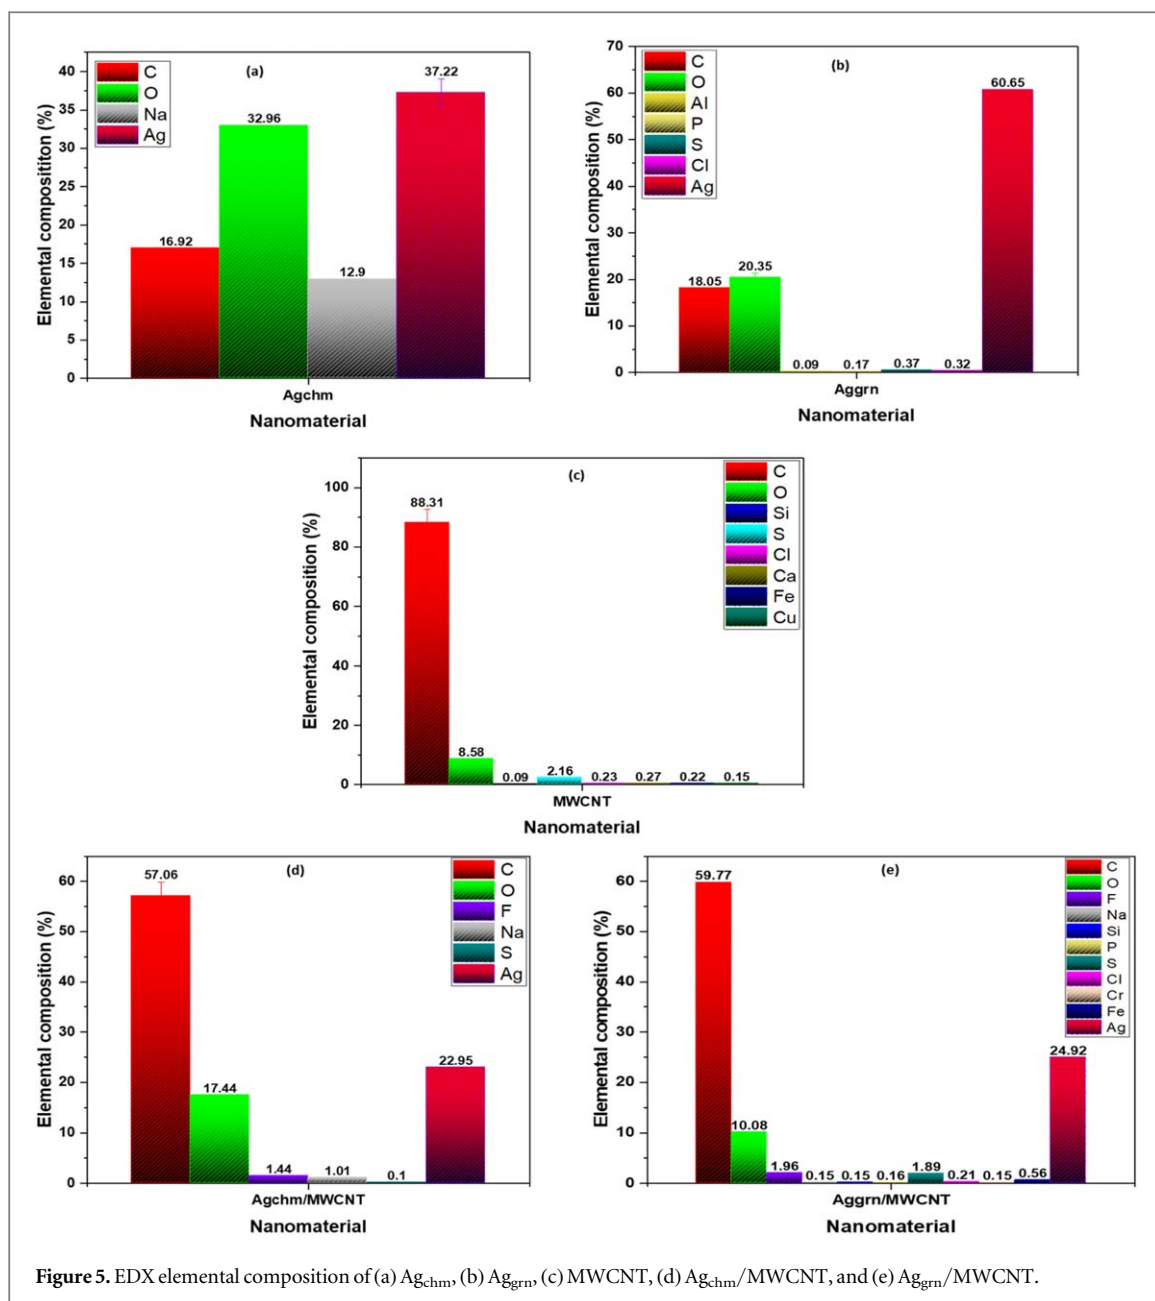 (a)
C
O
Na
Ag
37.22
32.96
16.92
12.9
40
35
30
25
20
15
10
5
0
Elemental compositition (%)
Agchm
Nanomaterial
(b)
C
O
Al
P
S
Cl
Ag
60.65
18.05
20.35
0.09
0.17
0.37
0.32
70
60
50
40
30
20
10
0
Elemental composition (%)
Aggrn
Nanomaterial
(c)
C
O
Si
S
Cl
Ca
Fe
Cu
88.31
8.58
0.09
2.16
0.23
0.27
0.22
0.15
100
80
60
40
20
0
Elemental composition (%)
MWCNT
Nanomaterial
(d)
C
O
F
Na
S
Ag
57.06
17.44
1.44
1.01
0.1
22.95
60
50
40
30
20
10
0
Elemental composition (%)
Agchm/MWCNT
Nanomaterial
(e)
C
O
F
Na
Si
P
S
Cl
Cr
Fe
Ag
59.77
10.08
1.96
0.15
0.15
0.16
1.89
0.21
0.15
0.56
24.92
60
50
40
30
20
10
0
Elemental composition (%)
Aggrn/MWCNT
Nanomaterial
Figure 5. EDX elemental composition of (a) Agchm, (b) Aggrn, (c) MWCNT, (d) Agchm/MWCNT, and (e) Aggrn/MWCNT.